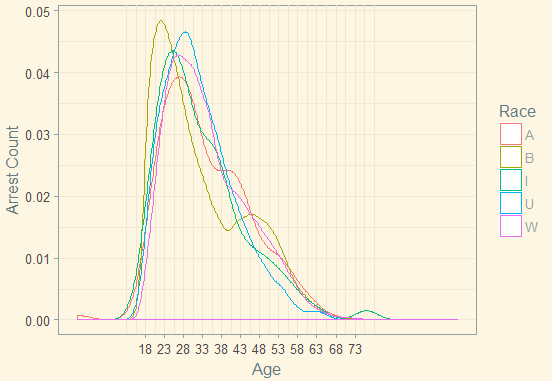 0.05
0.04
0.03
0.02
0.01
0.00
Arrest Count
18 23 28 33 38 43 48 53 58 63 68 73
Age
Race
A
B
I
U
W